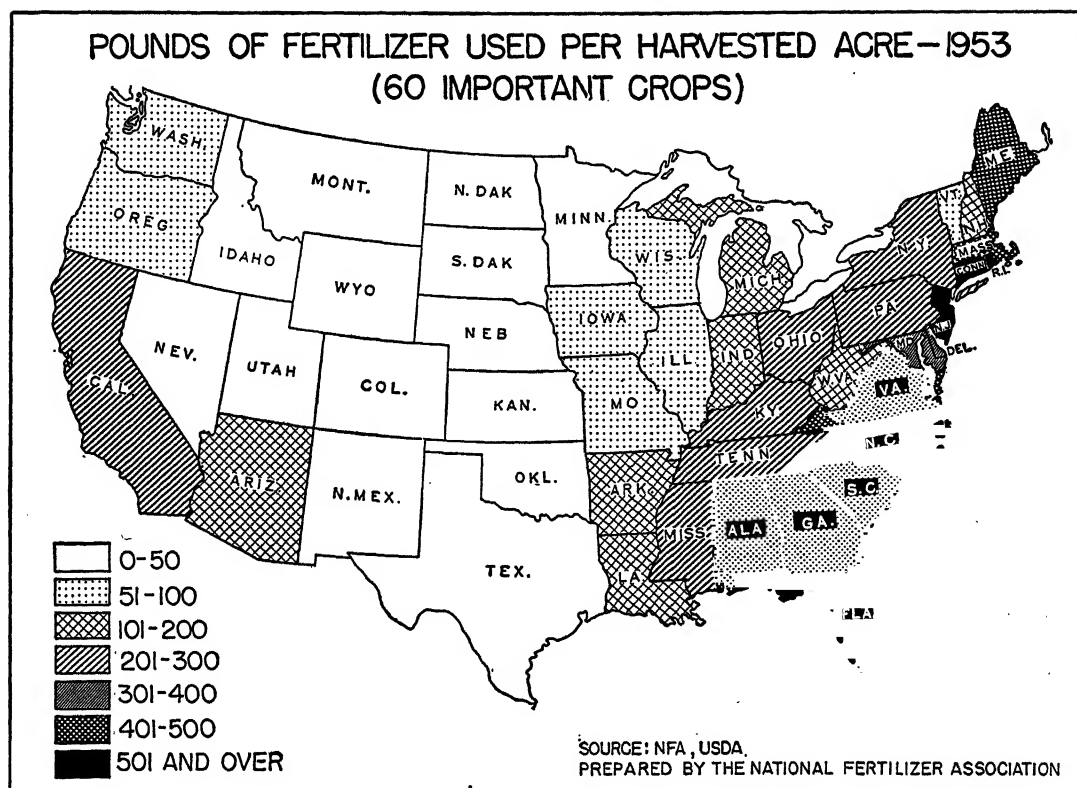 POUNDS OF FERTILIZER USED PER HARVESTED ACRE—1953
(60 IMPORTANT CROPS)
WASH.
OREG
CAL.
IDAHO
NEV.
UTAH
ARIZ
MONT.
WYO
COL.
N.MEX.
N. DAK
S. DAK
NEB
KAN.
OKL.
TEX.
MINN.
IOWA
MO
ARK.
LA.
WIS.
ILL.
MICH.
IND
OHIO
KY.
TENN
MISS.
ALA
GA.
FLA
S.C.
N.C.
VA.
W.VA.
MD.
DEL.
PA
N.J.
N.Y.
CONN.
R.I.
MASS
VT.
ME
0-50
51-100
101-200
201-300
301-400
401-500
501 AND OVER
SOURCE: NFA, USDA.
PREPARED BY THE NATIONAL FERTILIZER ASSOCIATION